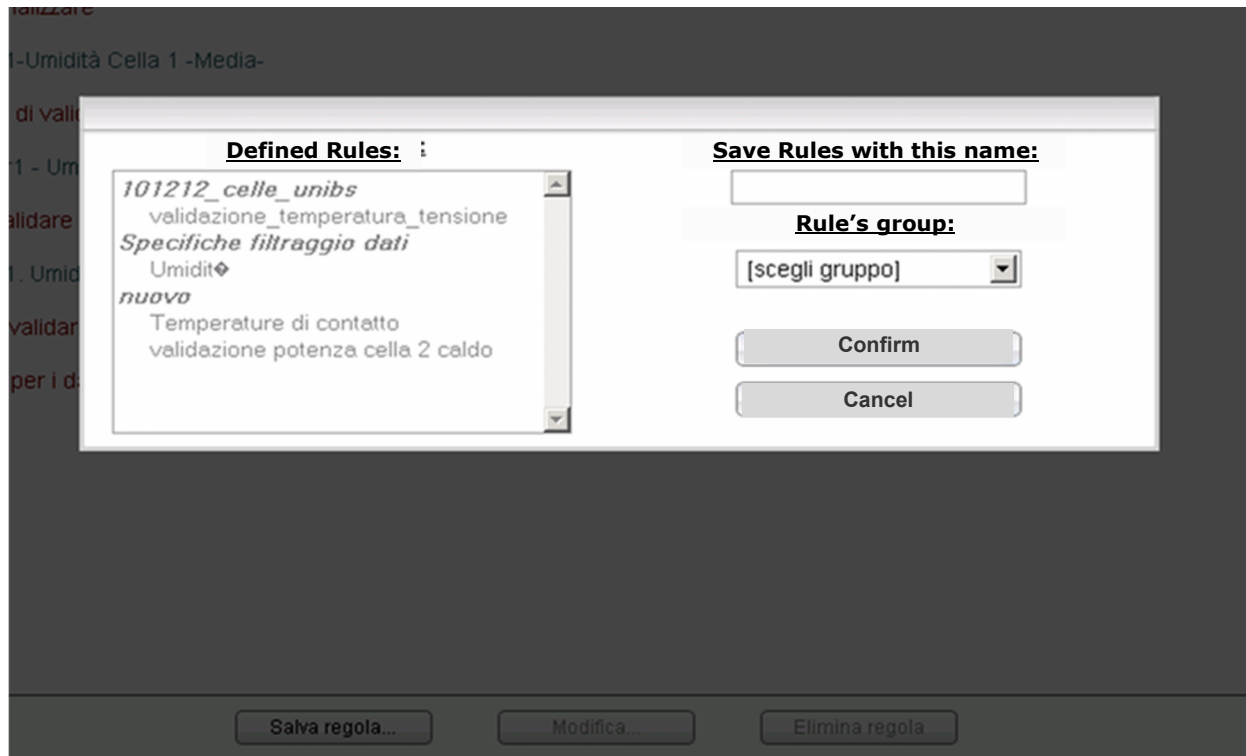 nalizzare
1-Umidità Cella 1 -Media-
di valid
r1 - Um
alidare
1. Umid
validar
per i d
Defined Rules: :
101212_celle_unibs
validazione_temperatura_tensione
Specifiche filtraggio dati
Umidit�
nuovo
Temperature di contatto
validazione potenza cella 2 caldo
Save Rules with this name:
Rule’s group:
[scegli gruppo]
Confirm
Cancel
Salva regola...
Modifica...
Elimina regola